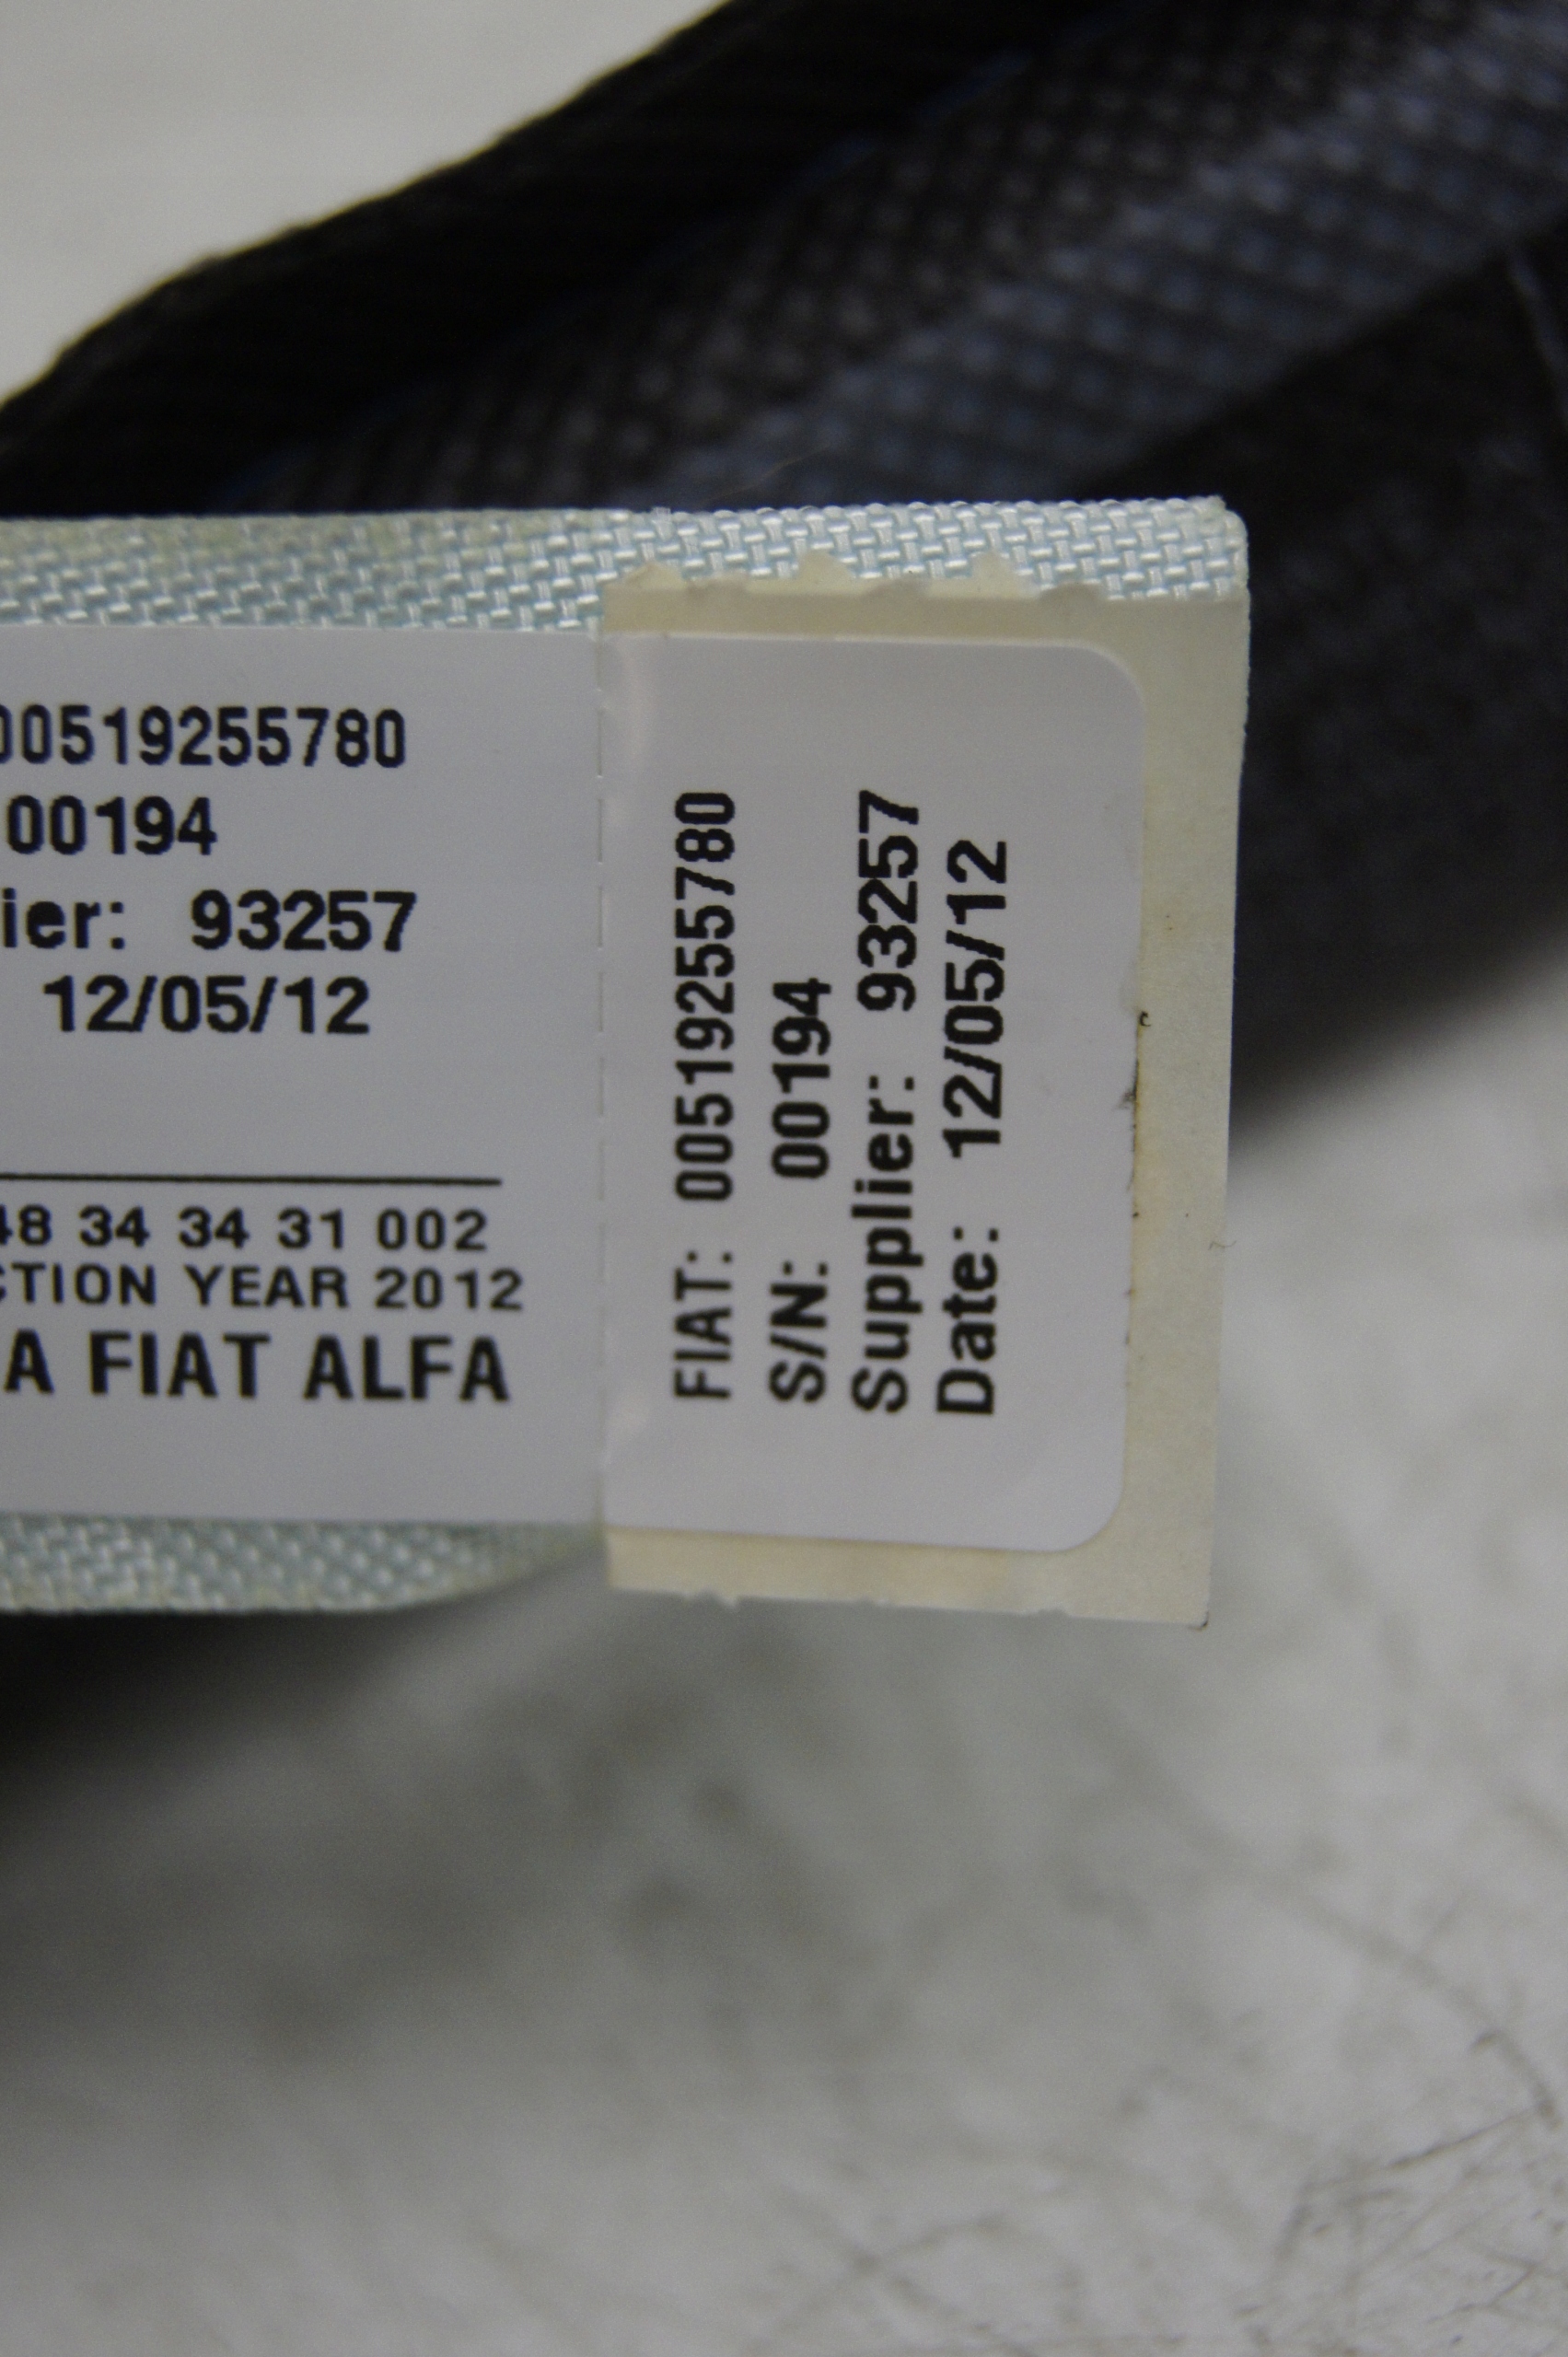 00519255780
00194
ier: 93257
12/05/12
48 34 34 31 002
CTION YEAR 2012
A FIAT ALFA
FIAT: 00519255780
S/N: 00194
Supplier: 93257
Date: 12/05/12